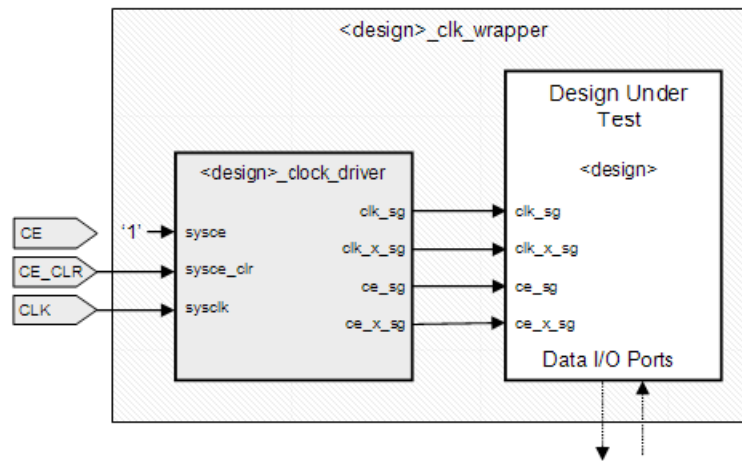 <design>_clk_wrapper
Design Under
Test
<design>
<design>_clock_driver
CE
CE_CLR
CLK
'1'
sysce
sysce_clr
sysclk
clk_sg
clk_x_sg
ce_sg
ce_x_sg
clk_sg
clk_x_sg
ce_sg
ce_x_sg
Data I/O Ports